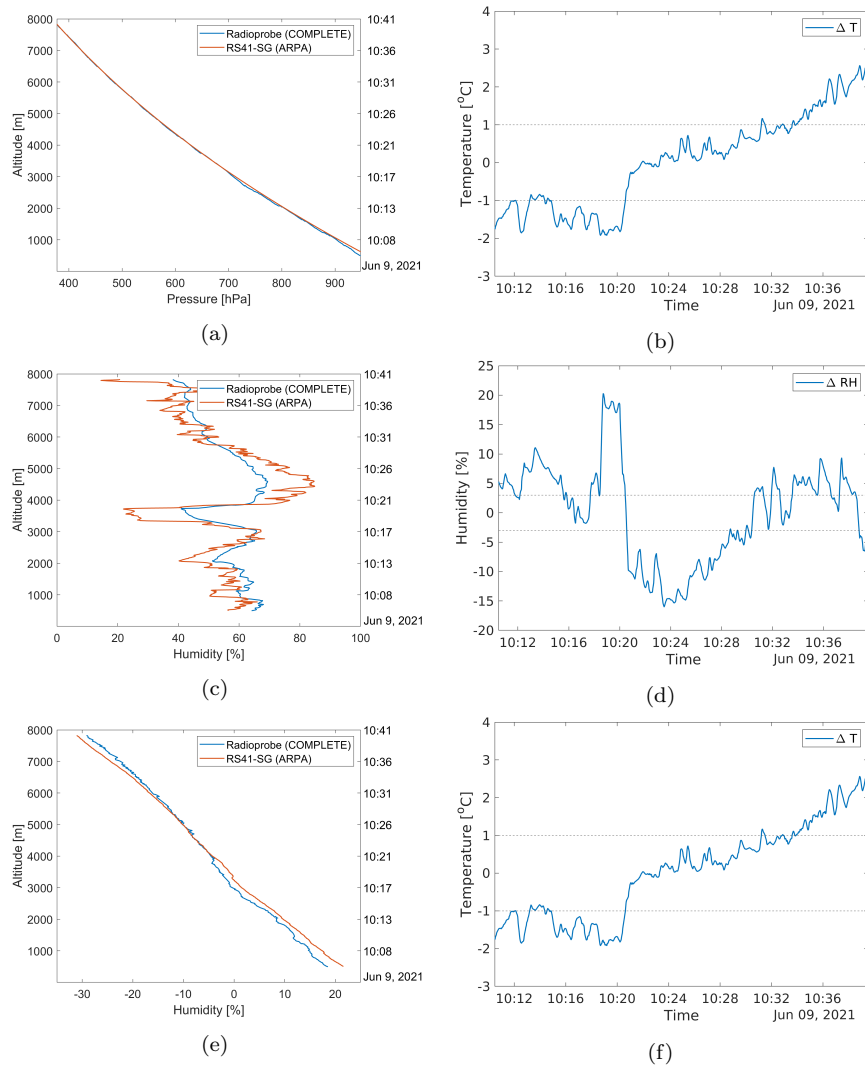 8000
7000
6000
5000
4000
3000
2000
1000
Altitude [m]
10:41
10:36
10:31
10:26
10:21
10:17
10:13
10:08
Radioprobe (COMPLETE)
RS41-SG (ARPA)
400 500 600 700 800 900
Jun 9, 2021
Pressure [hPa]
(a)
4
3
2
1
0
-1
-2
-3
Temperature [°C]
Δ T
10:12 10:16 10:20 10:24 10:28 10:32 10:36
Time
Jun 09, 2021
(b)
8000
7000
6000
5000
4000
3000
2000
1000
Altitude [m]
10:41
10:36
10:31
10:26
10:21
10:17
10:13
10:08
Radioprobe (COMPLETE)
RS41-SG (ARPA)
Jun 9, 2021
0 20 40 60 80 100
Humidity [%]
(c)
25
20
15
10
5
0
-5
-10
-15
-20
Humidity [%]
Δ RH
10:12 10:16 10:20 10:24 10:28 10:32 10:36
Time
Jun 09, 2021
(d)
8000
7000
6000
5000
4000
3000
2000
1000
Altitude [m]
10:41
10:36
10:31
10:26
10:21
10:17
10:13
10:08
Radioprobe (COMPLETE)
RS41-SG (ARPA)
Jun 9, 2021
-30 -20 -10 0 10 20
Humidity [%]
(e)
4
3
2
1
0
-1
-2
-3
Temperature [°C]
Δ T
10:12 10:16 10:20 10:24 10:28 10:32 10:36
Time
Jun 09, 2021
(f)